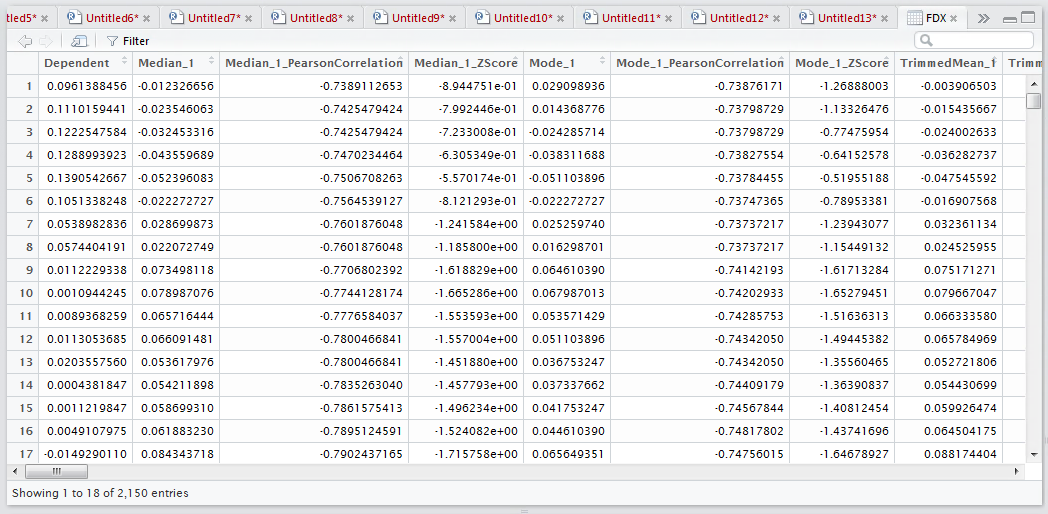 tled5* Untitled6* Untitled7* Untitled8* Untitled9* Untitled10* Untitled11* Untitled12* Untitled13* FDX
Filter
Dependent Median_1 Median_1_PearsonCorrelation Median_1_ZScore Mode_1 Mode_1_PearsonCorrelation Mode_1_ZScore TrimmedMean_1 Trimm
1 0.0961388456 -0.012326656 -0.7389112653 -8.944751e-01 0.029098936 -0.73876171 -1.26888003 -0.003906503
2 0.1110159441 -0.023546063 -0.7425479424 -7.992446e-01 0.014368776 -0.73798729 -1.13326476 -0.015435667
3 0.1222547584 -0.032453316 -0.7425479424 -7.233008e-01 -0.024285714 -0.73798729 -0.77475954 -0.024002633
4 0.1288993923 -0.043559689 -0.7470234464 -6.305349e-01 -0.038311688 -0.73827554 -0.64152578 -0.036282737
5 0.1390542667 -0.052396083 -0.7506708263 -5.570174e-01 -0.051103896 -0.73784455 -0.51955188 -0.047545592
6 0.1051338248 -0.022272727 -0.7564539127 -8.121293e-01 -0.022272727 -0.73747365 -0.78953381 -0.016907568
7 0.0538982836 0.028699873 -0.7601876048 -1.241584e+00 0.025259740 -0.73737217 -1.23943077 0.032361134
8 0.0574404191 0.022072749 -0.7601876048 -1.185800e+00 0.016298701 -0.73737217 -1.15449132 0.024525955
9 0.0112229338 0.073498118 -0.7706802392 -1.618829e+00 0.064610390 -0.74142193 -1.61713284 0.075171271
10 0.0010944245 0.078987076 -0.7744128174 -1.665286e+00 0.067987013 -0.74202933 -1.65279451 0.079667047
11 0.0089368259 0.065716444 -0.7776584037 -1.553593e+00 0.053571429 -0.74285753 -1.51636313 0.066333580
12 0.0113053685 0.066091481 -0.7800466841 -1.557004e+00 0.051103896 -0.74342050 -1.49445382 0.065784969
13 0.0203557560 0.053617976 -0.7800466841 -1.451880e+00 0.036753247 -0.74342050 -1.35560465 0.052721806
14 0.0004381847 0.054211898 -0.7835263040 -1.457793e+00 0.037337662 -0.74409179 -1.36390837 0.054430699
15 0.0011219847 0.058699310 -0.7861575413 -1.496234e+00 0.041753247 -0.74567844 -1.40812454 0.059926474
16 0.0049107975 0.061883230 -0.7895124591 -1.524082e+00 0.044610390 -0.74817802 -1.43741696 0.064504175
17 -0.0149290110 0.084343718 -0.7902437165 -1.715758e+00 0.065649351 -0.74756015 -1.64678927 0.088174404
Showing 1 to 18 of 2,150 entries